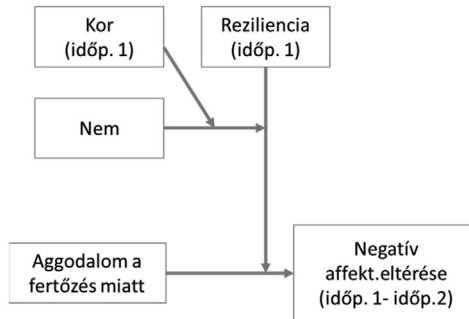 Kor
(időp. 1)
Reziliencia
(időp. 1)
Nem
Aggodalom a
fertőzés miatt
Negatív
affekt.eltérése
(időp. 1- időp.2)